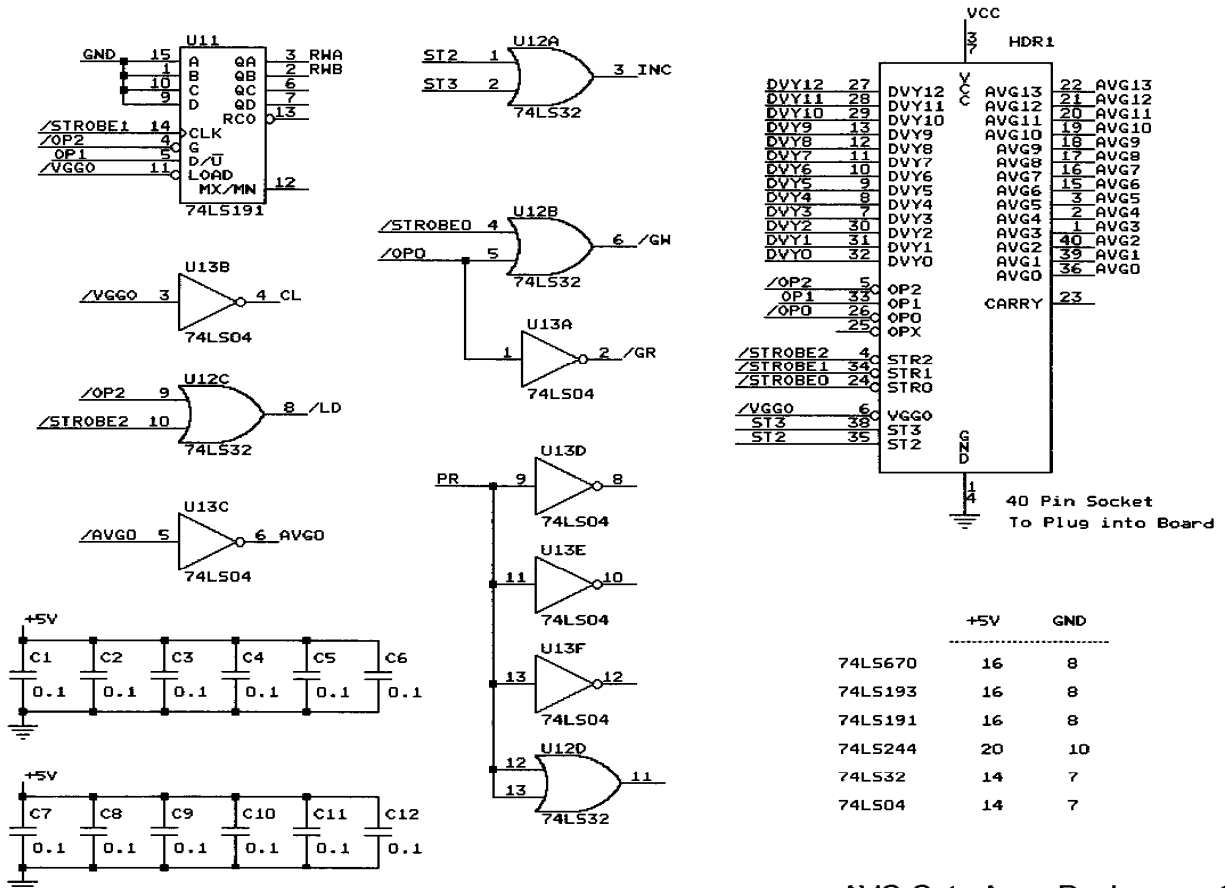 U11
GND 15 A QA 3 RWA
1 B QB 2 RWB
10 C QC 6
9 D QD 7
RCO 13
/STROBE1 14 CLK
/OP2 4 G
OP1 5 D/U
/VGGO 11 LOAD
MX/MN 12
74LS191
U12A
ST2 1
3 INC
ST3 2
74LS32
U13B
/VGGO 3 4 CL
74LS04
U12B
/STROBE0 4
6 /GW
/OP0 5
74LS32
U13A
1 2 /GR
74LS04
U12C
/OP2 9
8 /LD
/STROBE2 10
74LS32
U13C
/AVGO 5 6 AVGO
74LS04
U13D
PR 9 8
74LS04
U13E
11 10
74LS04
U13F
13 12
74LS04
U12D
12
11
13
74LS32
+5V
C1 C2 C3 C4 C5 C6
0.1 0.1 0.1 0.1 0.1 0.1
+5V
C7 C8 C9 C10 C11 C12
0.1 0.1 0.1 0.1 0.1 0.1
VCC
37 HDR1
VCC
DVY12 27 DVY12 AVG13 22 AVG13
DVY11 28 DVY11 AVG12 21 AVG12
DVY10 29 DVY10 AVG11 20 AVG11
DVY9 13 DVY9 AVG10 19 AVG10
DVY8 12 DVY8 AVG9 18 AVG9
DVY7 11 DVY7 AVG8 17 AVG8
DVY6 10 DVY6 AVG7 16 AVG7
DVY5 9 DVY5 AVG6 15 AVG6
DVY4 8 DVY4 AVG5 3 AVG5
DVY3 7 DVY3 AVG4 2 AVG4
DVY2 30 DVY2 AVG3 1 AVG3
DVY1 31 DVY1 AVG2 40 AVG2
DVY0 32 DVY0 AVG1 39 AVG1
AVG0 36 AVG0
/OP2 5 OP2
OP1 33 OP1 CARRY 23
/OP0 26 OP0
25 OPX
/STROBE2 4 STR2
/STROBE1 34 STR1
/STROBE0 24 STR0
/VGGO 6 VGGO
ST3 38 ST3
ST2 35 ST2
GND
14
40 Pin Socket
To Plug into Board
+5V GND
74LS670 16 8
74LS193 16 8
74LS191 16 8
74LS244 20 10
74LS32 14 7
74LS04 14 7